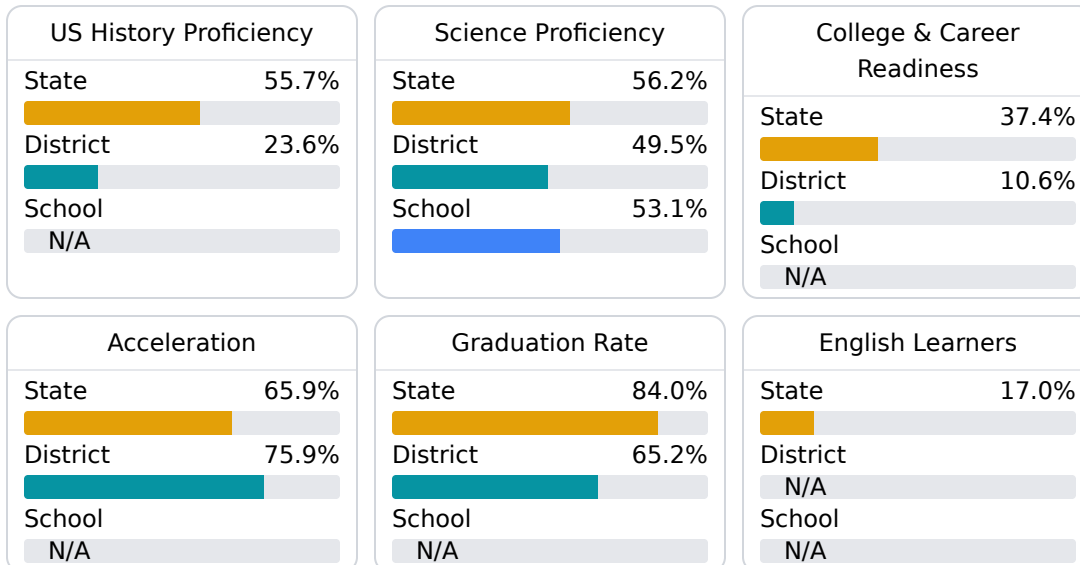 US History Proficiency
State 55.7%
District 23.6%
School
N/A
Science Proficiency
State 56.2%
District 49.5%
School 53.1%
College & Career
Readiness
State 37.4%
District 10.6%
School
N/A
Acceleration
State 65.9%
District 75.9%
School
N/A
Graduation Rate
State 84.0%
District 65.2%
School
N/A
English Learners
State 17.0%
District
N/A
School
N/A